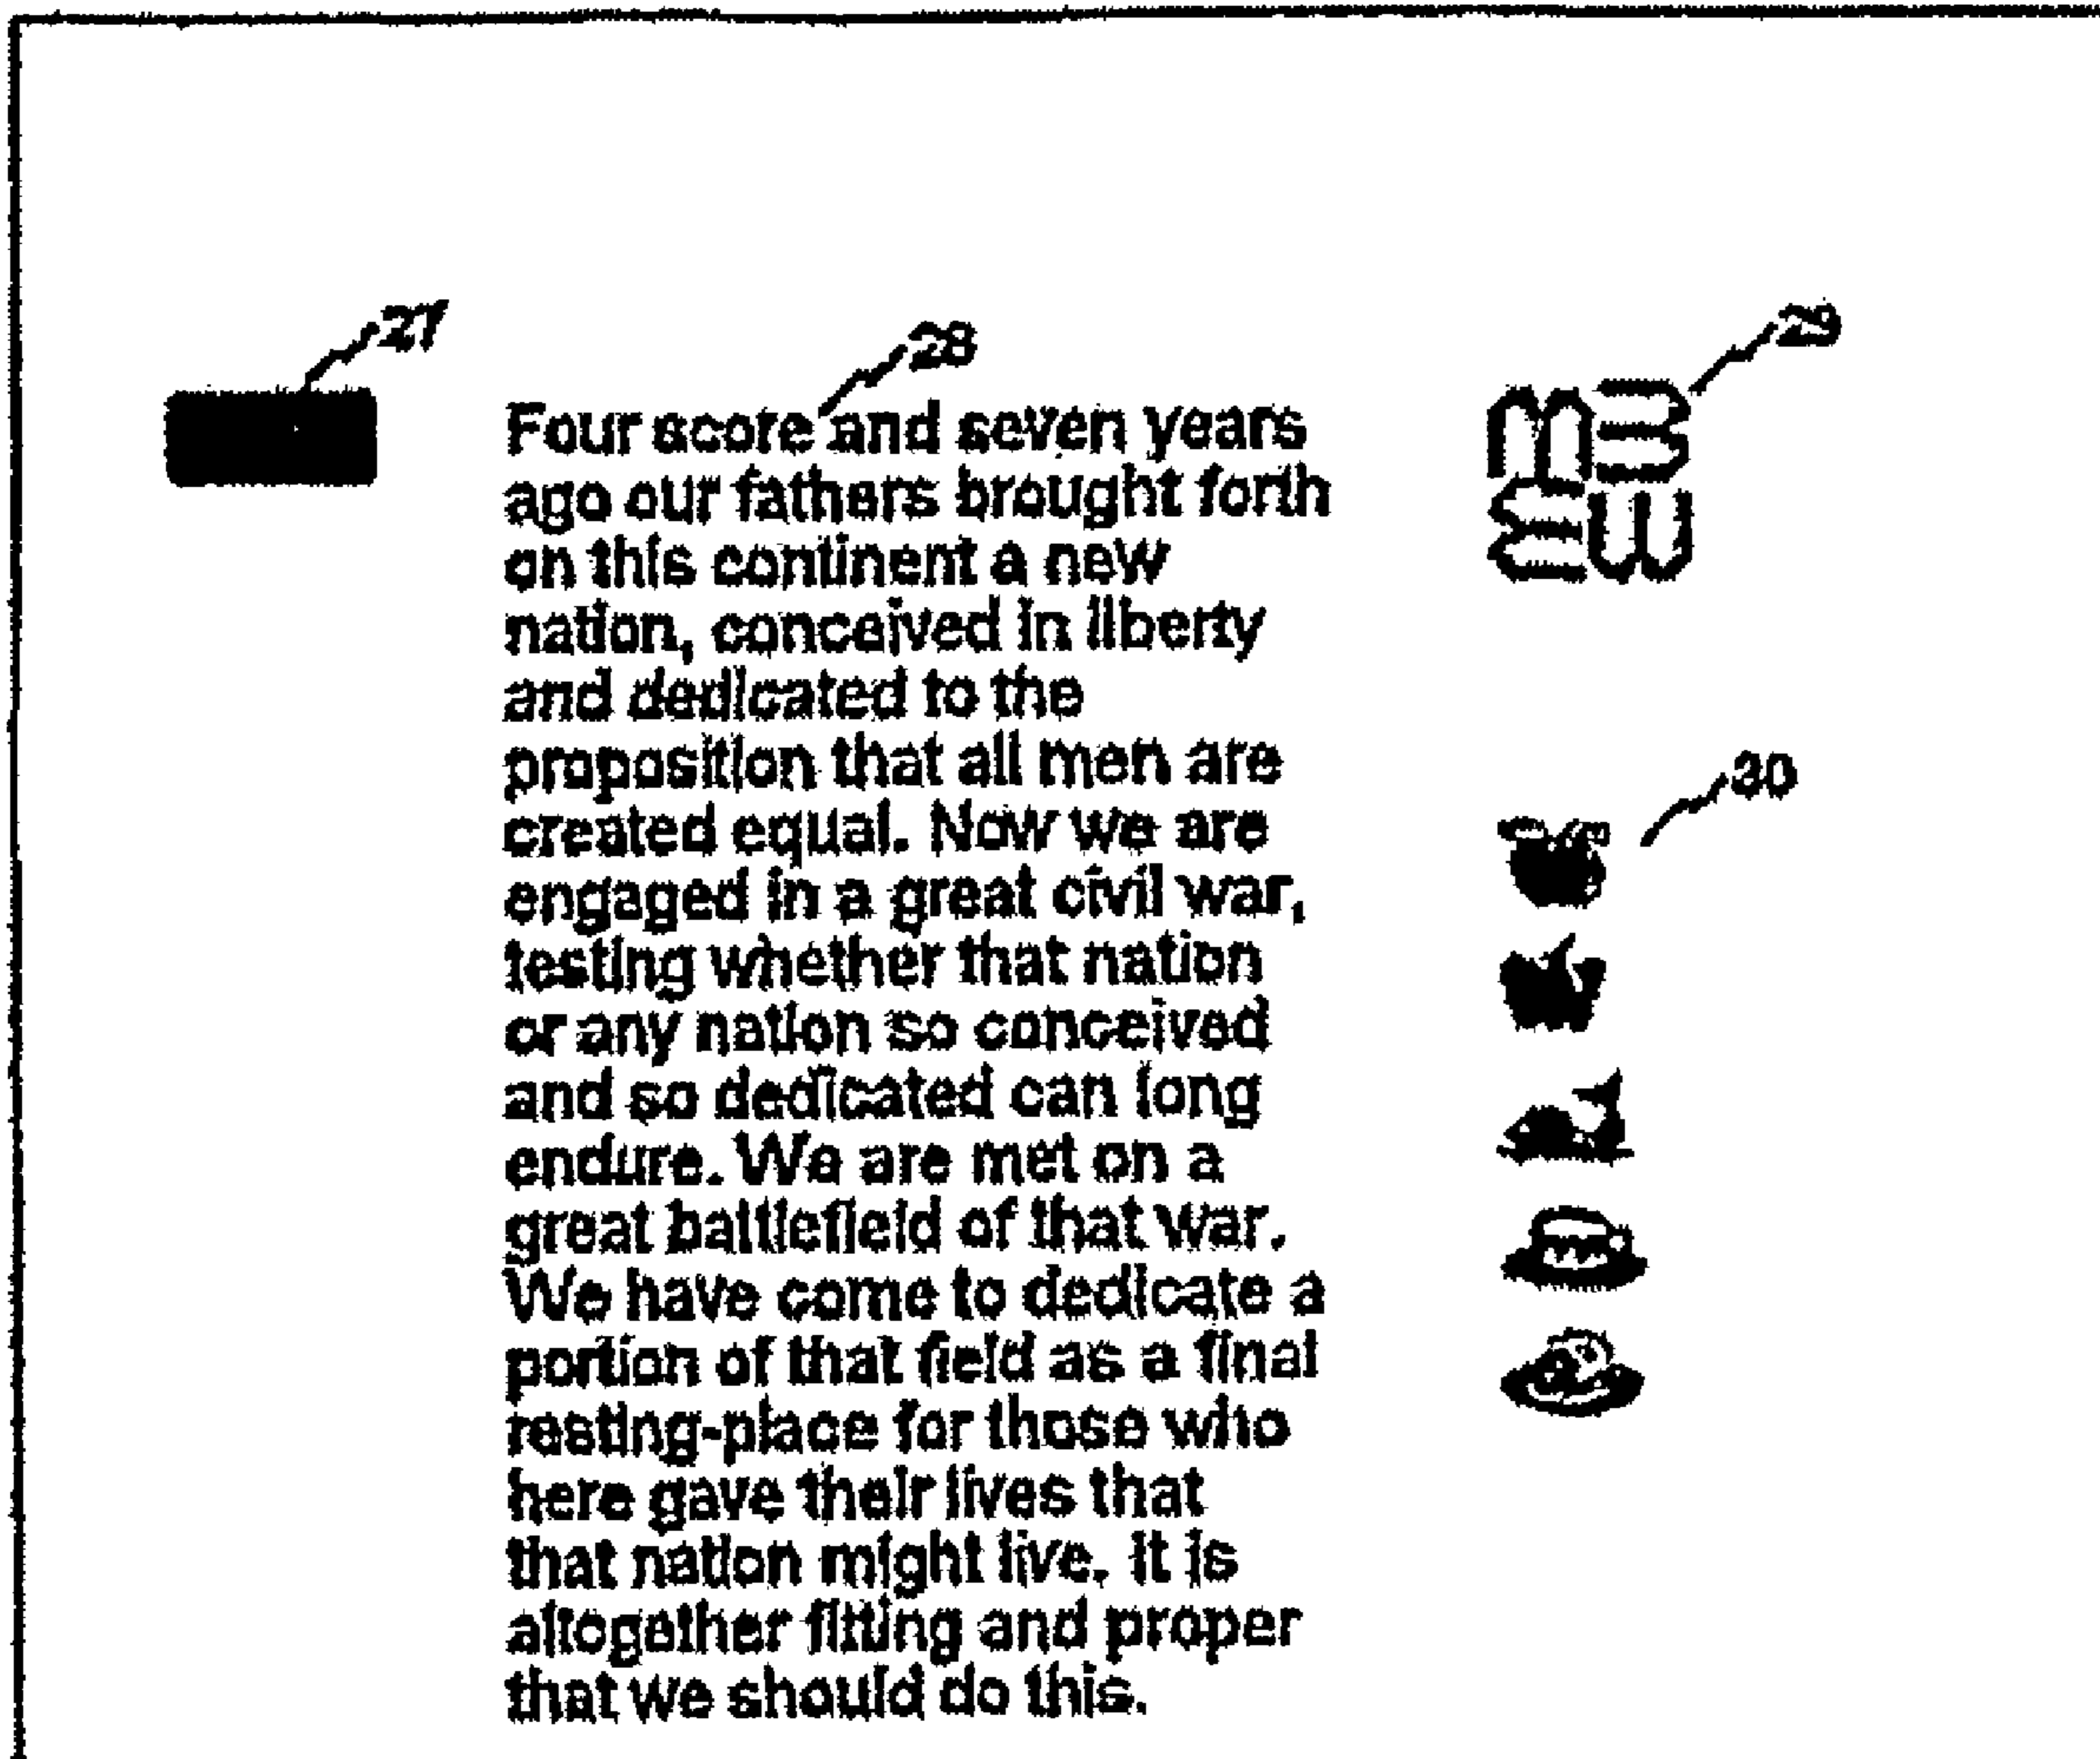 27
28
29
Four score and seven years
ago our fathers brought forth
on this continent a new
nation, conceived in liberty
and dedicated to the
proposition that all men are
created equal. Now we are
engaged in a great civil war,
testing whether that nation
or any nation so conceived
and so dedicated can long
endure. We are met on a
great battlefield of that war.
We have come to dedicate a
portion of that field as a final
resting-place for those who
here gave their lives that
that nation might live. It is
altogether fitting and proper
that we should do this.
30